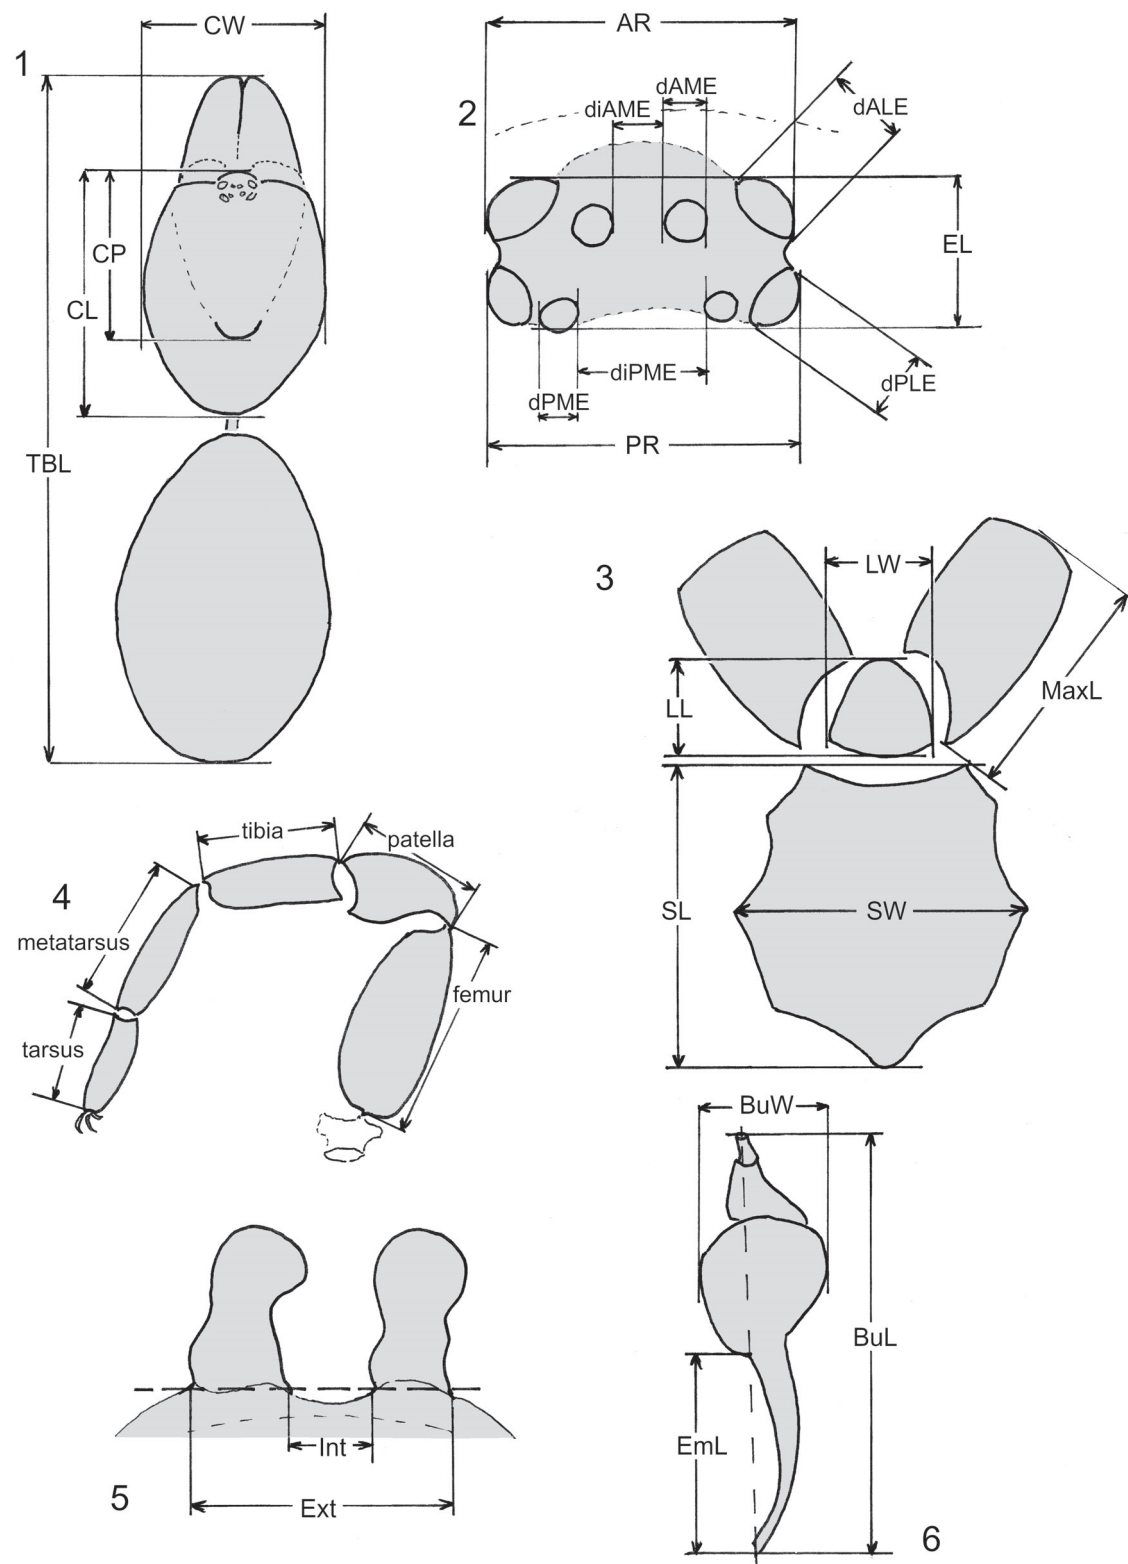 1
CW
CP
CL
TBL
2
AR
dAME
diAME
dALE
EL
diPME
dPLE
dPME
PR
3
LW
LL
MaxL
SL
SW
4
tibia
patella
metatarsus
femur
tarsus
5
Int
Ext
BuW
BuL
EmL
6